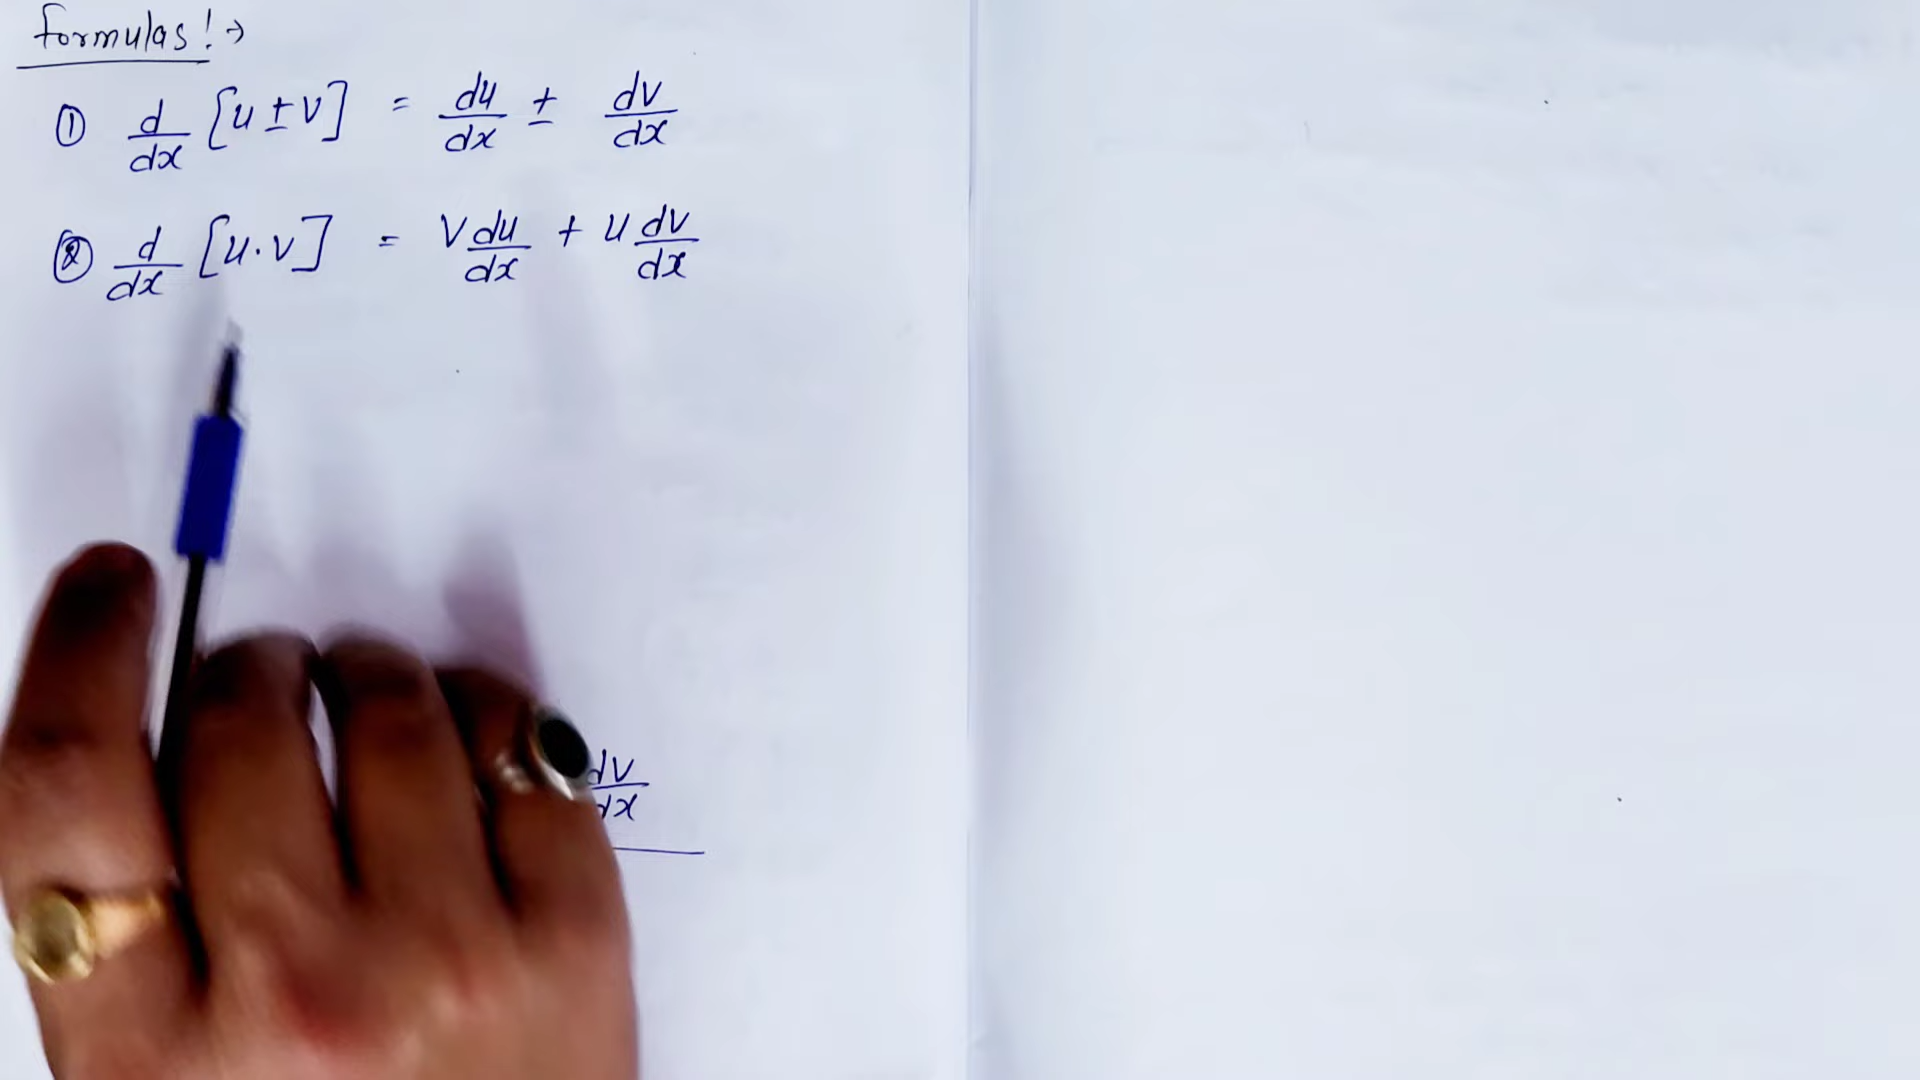 Formulas !→
① d/dx [u ± v] = du/dx ± dv/dx
② d/dx [u · v] = v du/dx + u dv/dx
dv/dx